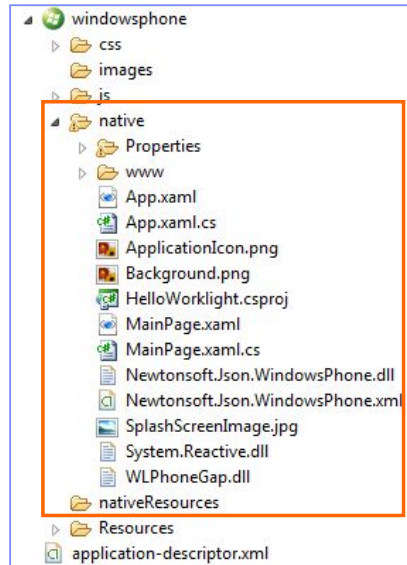 windowsphone
css
images
js
native
Properties
www
App.xaml
App.xaml.cs
ApplicationIcon.png
Background.png
HelloWorklight.csproj
MainPage.xaml
MainPage.xaml.cs
Newtonsoft.Json.WindowsPhone.dll
Newtonsoft.Json.WindowsPhone.xml
SplashScreenImage.jpg
System.Reactive.dll
WLPhoneGap.dll
nativeResources
Resources
application-descriptor.xml